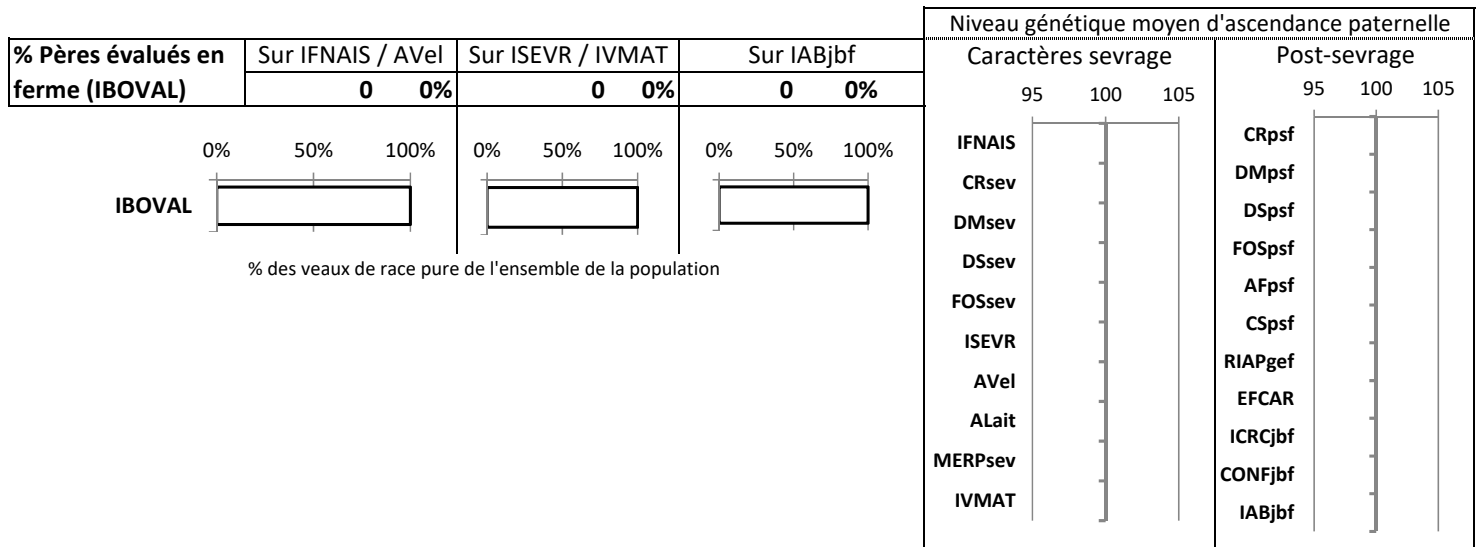 Niveau génétique moyen d'ascendance paternelle
% Pères évalués en ferme (IBOVAL)
Sur IFNAIS / AVel
Sur ISEVR / IVMAT
Sur IABjbf
0 0%
0 0%
0 0%
0% 50% 100%
0% 50% 100%
0% 50% 100%
IBOVAL
% des veaux de race pure de l'ensemble de la population
Caractères sevrage
95 100 105
IFNAIS
CRsev
DMsev
DSsev
FOSsev
ISEVR
AVel
ALait
MERPsev
IVMAT
Post-sevrage
95 100 105
CRpsf
DMpsf
DSpsf
FOSpsf
AFpsf
CSpsf
RIAPgef
EFCAR
ICRCjbf
CONFjbf
IABjbf